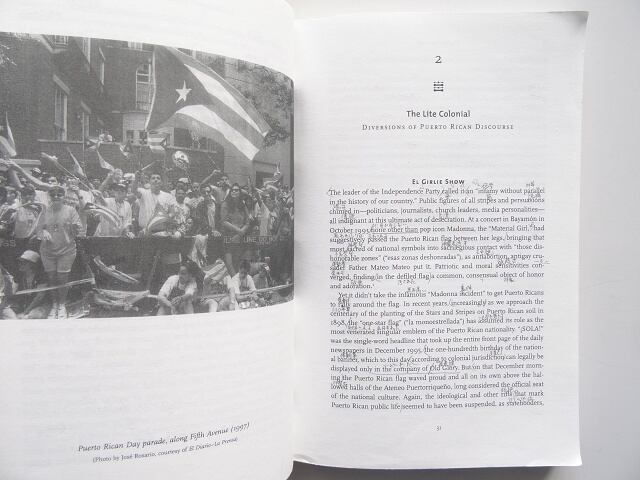 Puerto Rican Day parade, along Fifth Avenue (1997)
(Photo by José Rosario, courtesy of El Diario–La Prensa)
2
The Lite Colonial
Diversions of Puerto Rican Discourse
El Girlie Show
The leader of the Independence Party called it an "infamy without parallel
in the history of our country." Public figures of all stripes and persuasions
chimed in—politicians, journalists, church leaders, media personalities—
all indignant at this ultimate act of desecration. At a concert in Bayamón in
October 1993 none other than pop icon Madonna, the "Material Girl," had
suggestively passed the Puerto Rican flag between her legs, bringing that
most sacred of national symbols into sacrilegious contact with "those dis-
honorable zones" ("esas zonas deshonradas"), as antiabortion, antigay cru-
sader Father Mateo Mateo put it. Patriotic and moral sensitivities con-
verged, finding in the defiled flag a common, consensual object of honor
and adoration.¹
Yet it didn't take the infamous "Madonna incident" to get Puerto Ricans
to rally around the flag. In recent years, increasingly as we approach the
centenary of the planting of the Stars and Stripes on Puerto Rican soil in
1898, the "one-star flag" ("la monoestrellada") has assumed its role as the
most venerated singular emblem of the Puerto Rican nationality. "¡SOLA!"
was the single-word headline that took up the entire front page of the daily
newspapers in December 1995, the one-hundredth birthday of the nation-
al banner, which to this day according to colonial jurisdiction can legally be
displayed only in the company of Old Glory. But on that December morn-
ing the Puerto Rican flag waved proud and all on its own above the hal-
lowed halls of the Ateneo Puertorriqueño, long considered the official seat
of the national culture. Again, the ideological and other rifts that mark
Puerto Rican public life seemed to have been suspended, as statehooders,
31